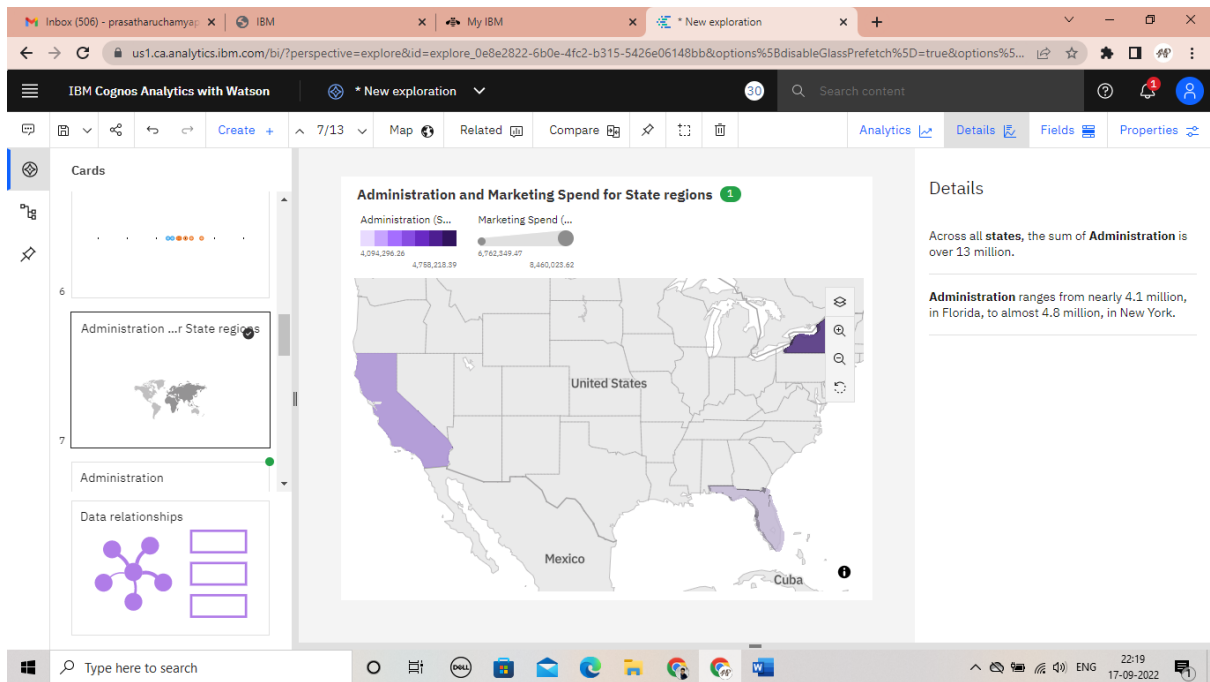 Inbox (506) - prasatharuchamyap
IBM
My IBM
* New exploration
us1.ca.analytics.ibm.com/bi/?perspective=explore&id=explore_0e8e2822-6b0e-4fc2-b315-5426e06148bb&options%5BdisableGlassPrefetch%5D=true&options%5...
IBM Cognos Analytics with Watson
* New exploration
30
Search content
1
7/13
Create +
Map
Related
Compare
Analytics
Details
Fields
Properties
Cards
6
Administration ...r State regions
7
Administration
Data relationships
Administration and Marketing Spend for State regions 1
Administration (S...
4,094,296.26
4,758,218.59
Marketing Spend (...
6,762,349.47
8,460,023.62
United States
Mexico
Cuba
Details
Across all states, the sum of Administration is
over 13 million.
Administration ranges from nearly 4.1 million,
in Florida, to almost 4.8 million, in New York.
Type here to search
DELL
ENG
22:19
17-09-2022
1